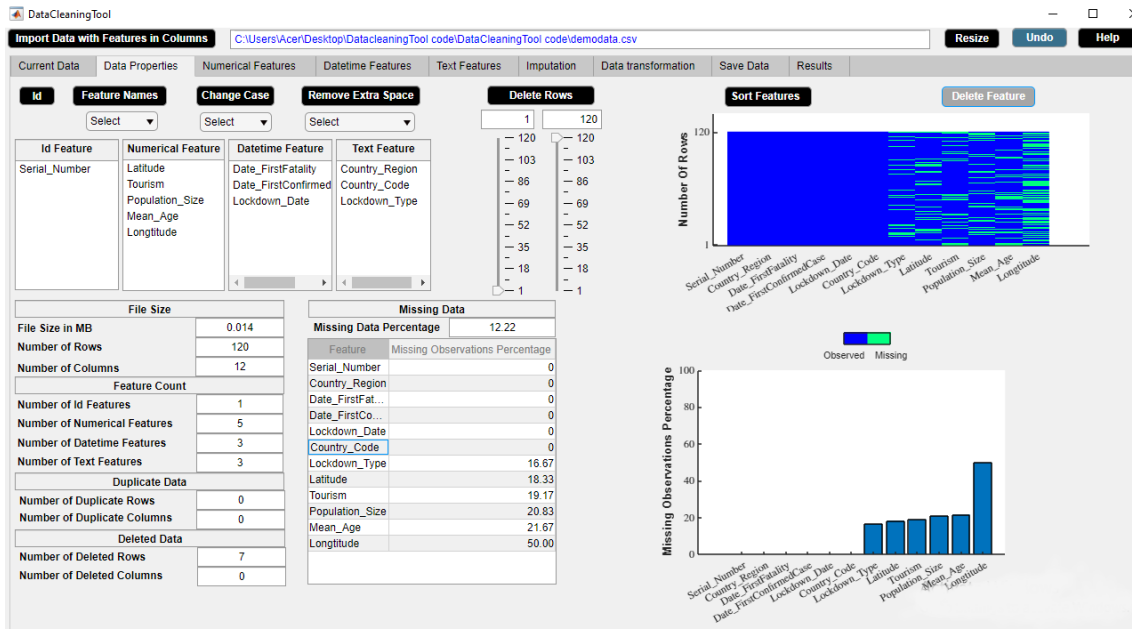 DataCleaningTool
Import Data with Features in Columns C:\Users\Acer\Desktop\DatacleaningTool code\DataCleaningTool code\demodata.csv Resize Undo Help
Current Data Data Properties Numerical Features Datetime Features Text Features Imputation Data transformation Save Data Results
Id Feature Names Change Case Remove Extra Space Delete Rows Sort Features Delete Feature
Select Select Select 1 120
Id Feature Numerical Feature Datetime Feature Text Feature
Serial_Number Latitude Date_FirstFatality Country_Region
Tourism Date_FirstConfirmed Country_Code
Population_Size Lockdown_Date Lockdown_Type
Mean_Age
Longtitude
120 120
103 103
86 86
69 69
52 52
35 35
18 18
1 1
Number Of Rows
120
1
Serial_Number Country_Region Date_FirstFatality Date_FirstConfirmedCase Lockdown_Date Country_Code Lockdown_Type Latitude Tourism Population_Size Mean_Age Longtitude
File Size
File Size in MB 0.014
Number of Rows 120
Number of Columns 12
Feature Count
Number of Id Features 1
Number of Numerical Features 5
Number of Datetime Features 3
Number of Text Features 3
Duplicate Data
Number of Duplicate Rows 0
Number of Duplicate Columns 0
Deleted Data
Number of Deleted Rows 7
Number of Deleted Columns 0
Missing Data
Missing Data Percentage 12.22
Feature Missing Observations Percentage
Serial_Number 0
Country_Region 0
Date_FirstFat... 0
Date_FirstCo... 0
Lockdown_Date 0
Country_Code 0
Lockdown_Type 16.67
Latitude 18.33
Tourism 19.17
Population_Size 20.83
Mean_Age 21.67
Longtitude 50.00
Observed Missing
Missing Observations Percentage
100
80
60
40
20
0
Serial_Number Country_Region Date_FirstFatality Date_FirstConfirmedCase Lockdown_Date Country_Code Lockdown_Type Latitude Tourism Population_Size Mean_Age Longtitude